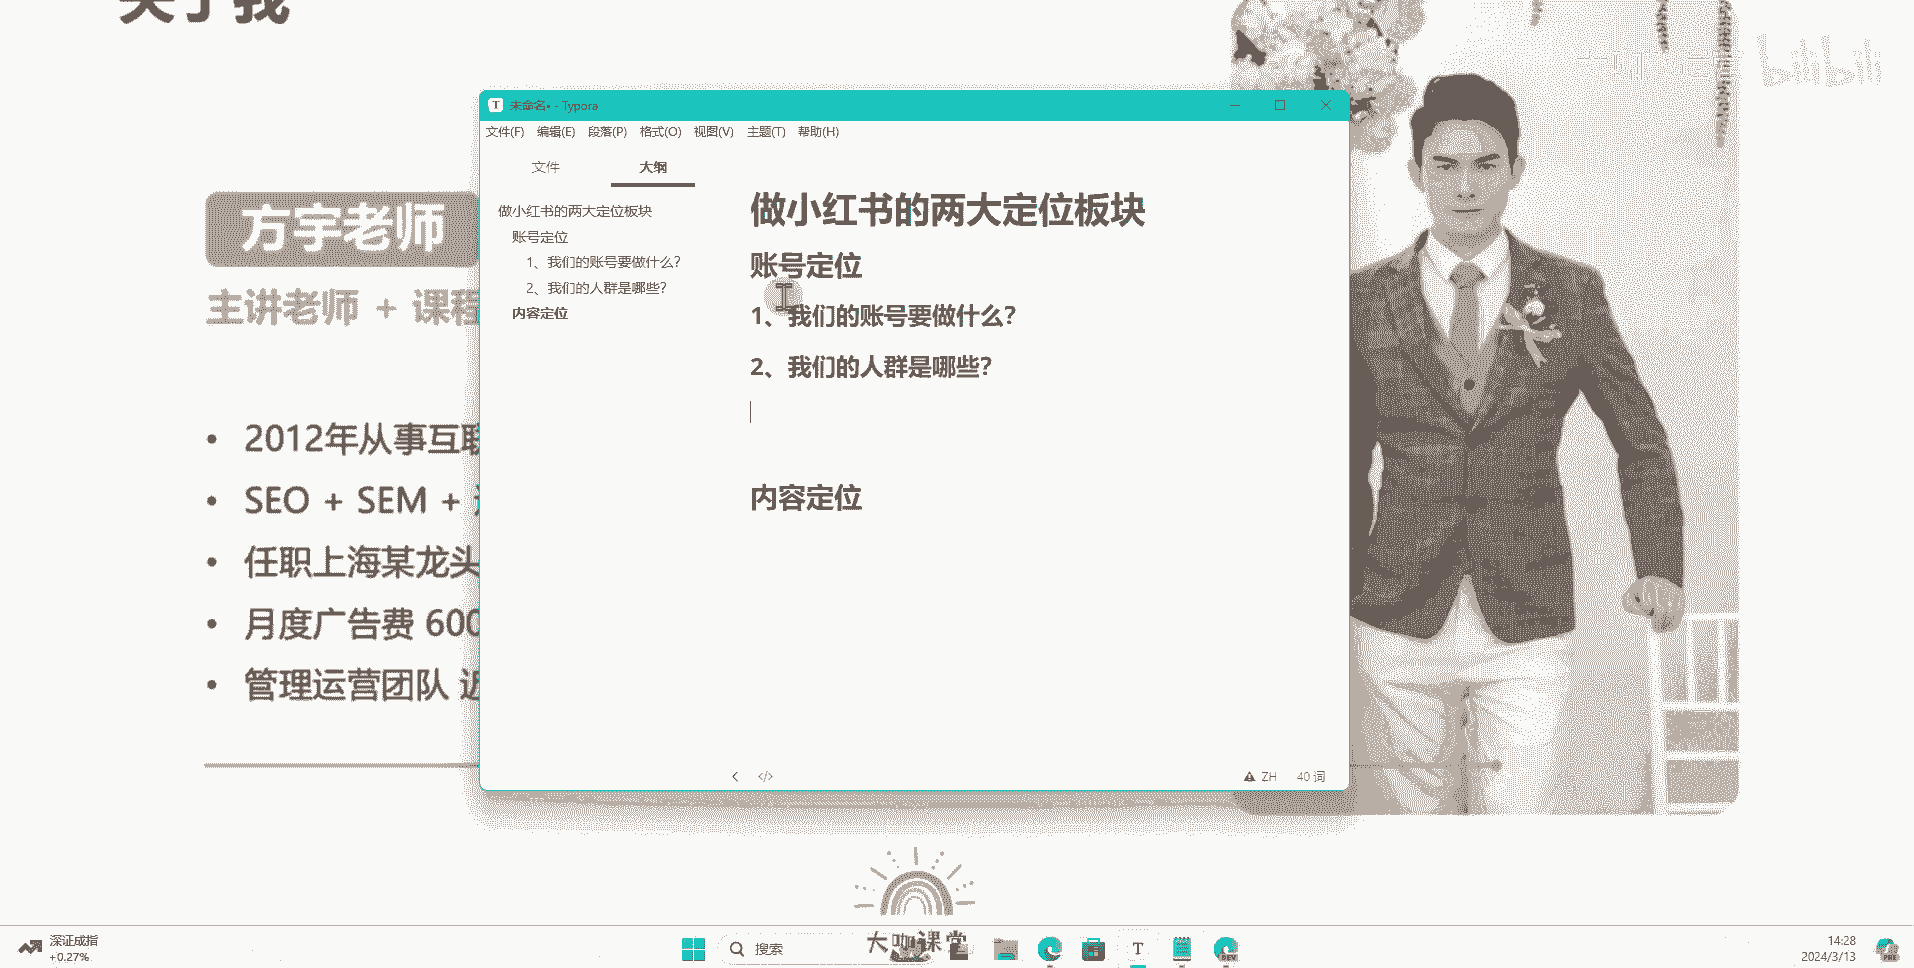 关于我
bilibili
方宇老师
主讲老师 + 课程
2012年从事互联
SEO + SEM +
任职上海某龙头
月度广告费 600
管理运营团队 近
T 未命名• - Typora
文件(F) 编辑(E) 段落(P) 格式(O) 视图(V) 主题(T) 帮助(H)
文件 大纲
做小红书的两大定位板块
账号定位
1、我们的账号要做什么?
2、我们的人群是哪些?
内容定位
做小红书的两大定位板块
账号定位
1、我们的账号要做什么?
2、我们的人群是哪些?
内容定位
</> ZH 40 词
大咖课堂
深证成指
+0.27%
搜索
T
DEV
14:28
2024/3/13
PRE